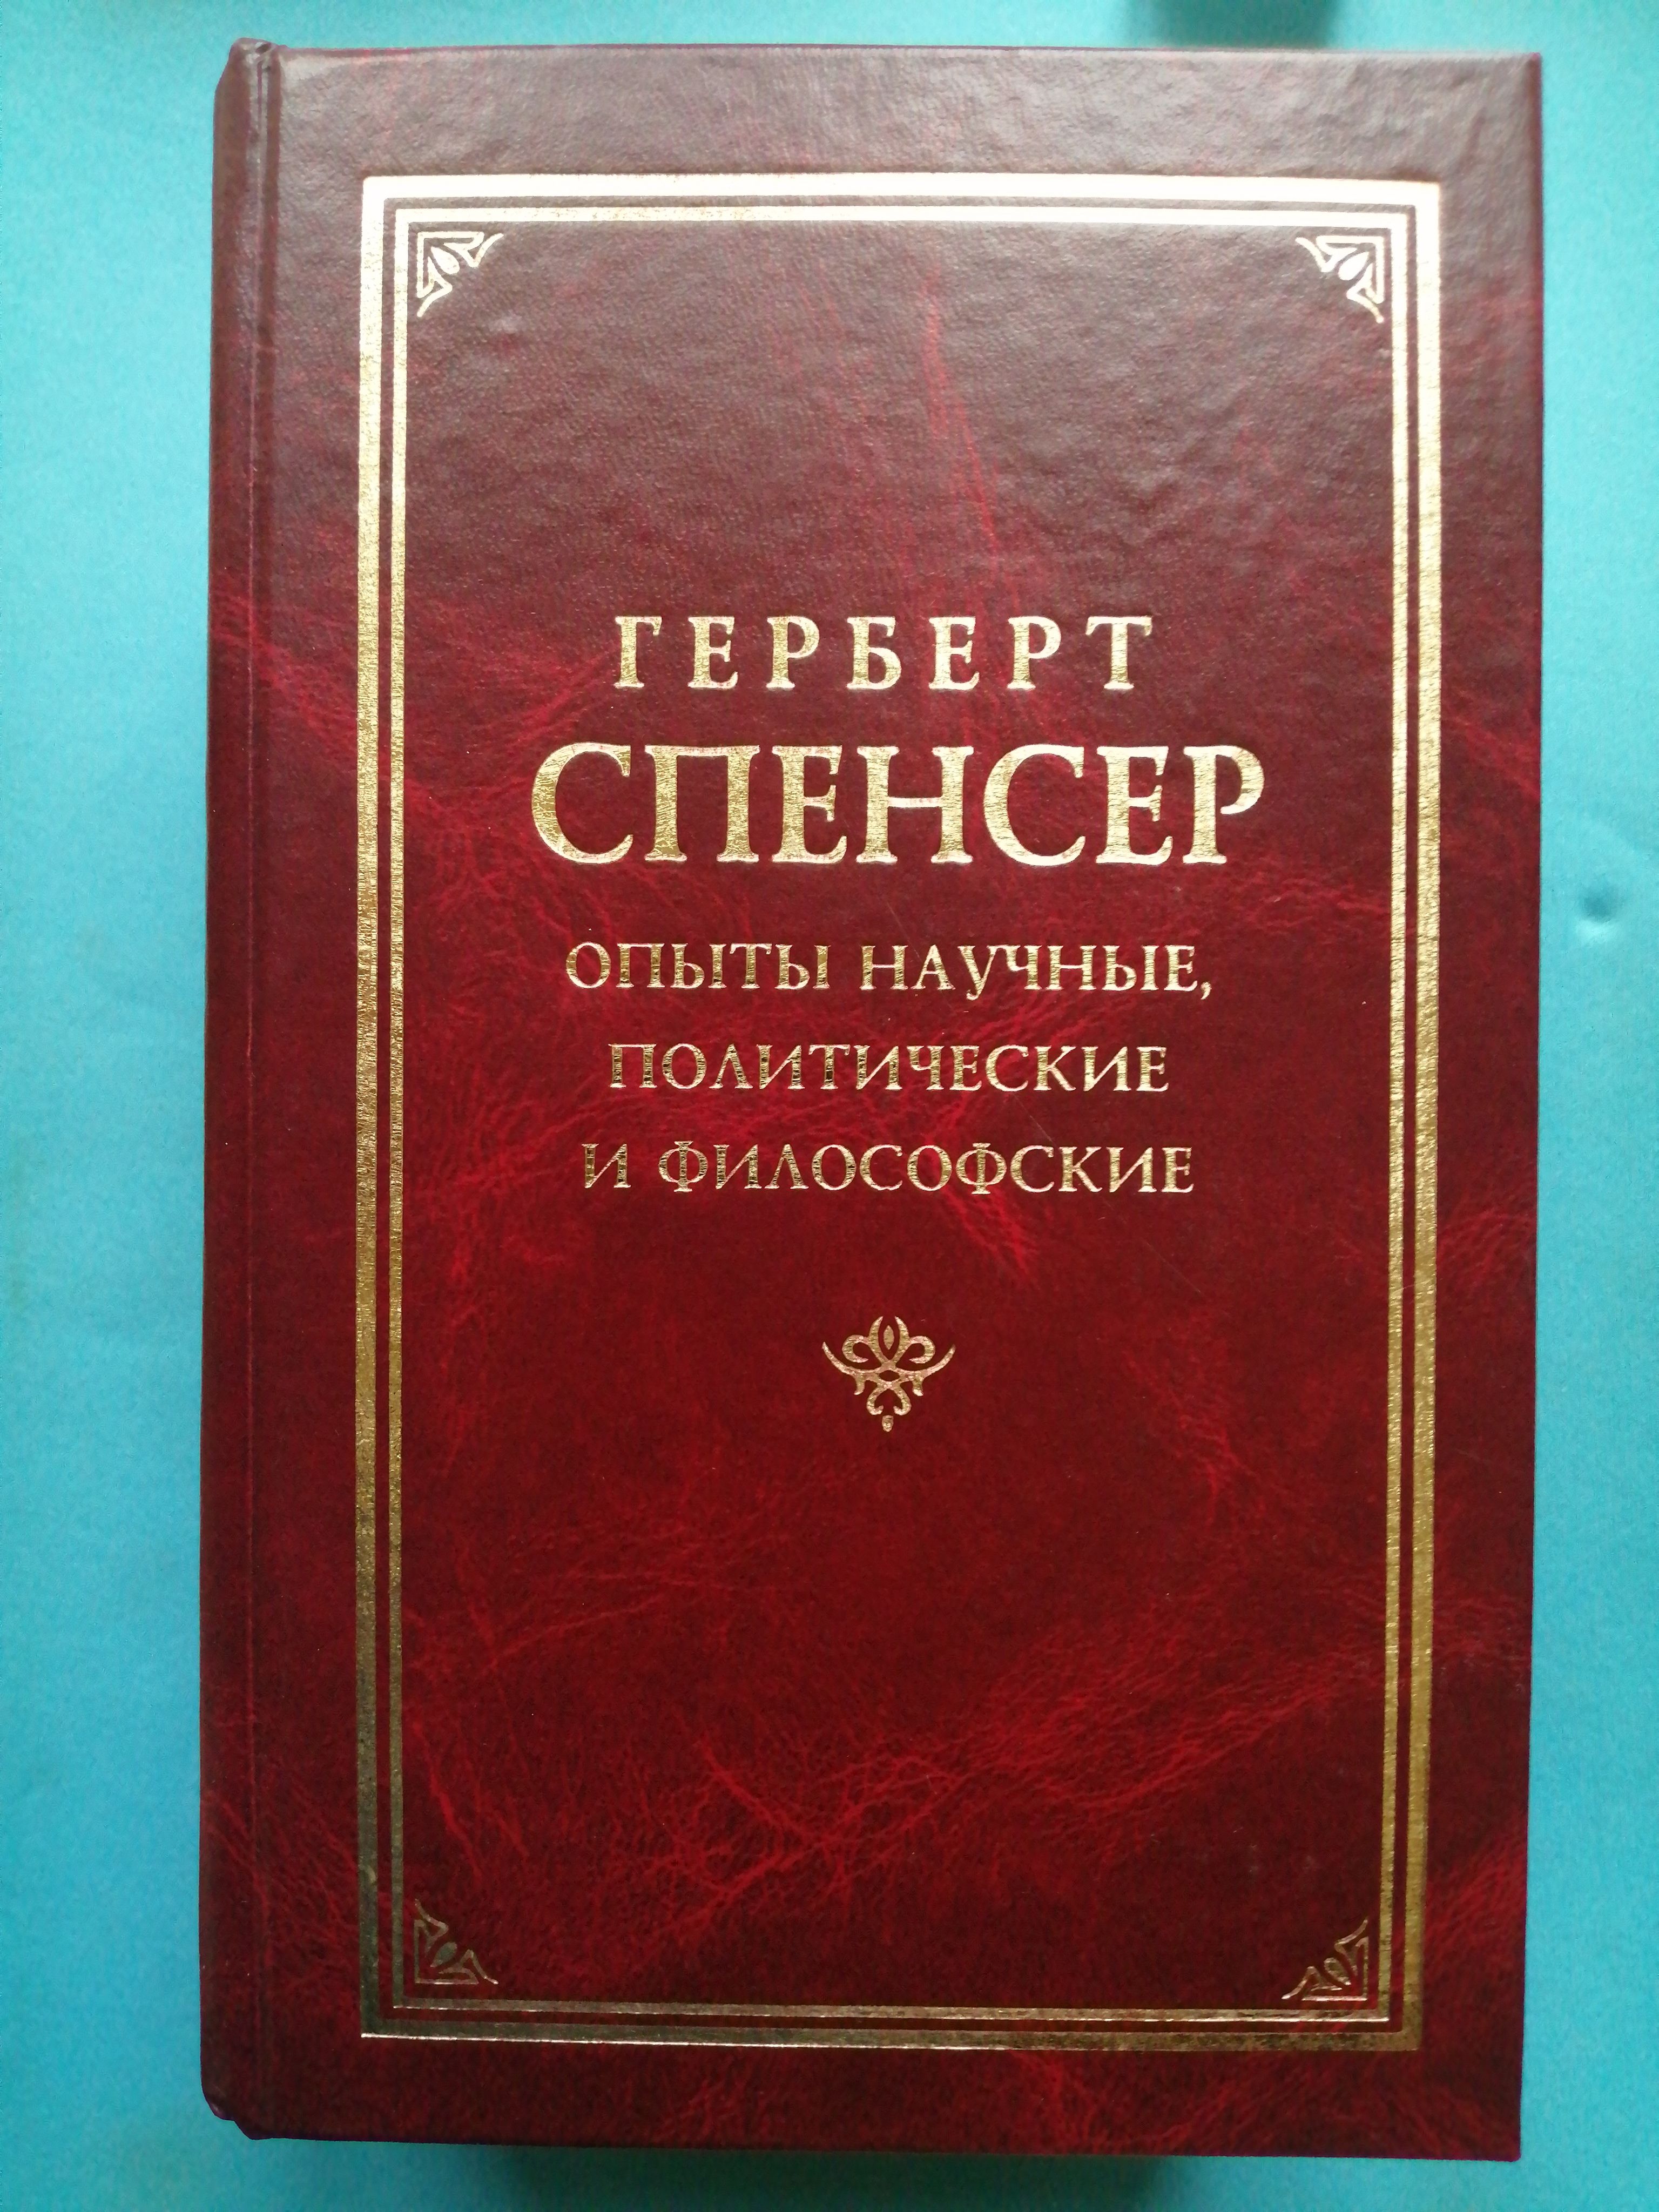 ГЕРБЕРТ
СПЕНСЕР
ОПЫТЫ НАУЧНЫЕ,
ПОЛИТИЧЕСКИЕ
И ФИЛОСОФСКИЕ